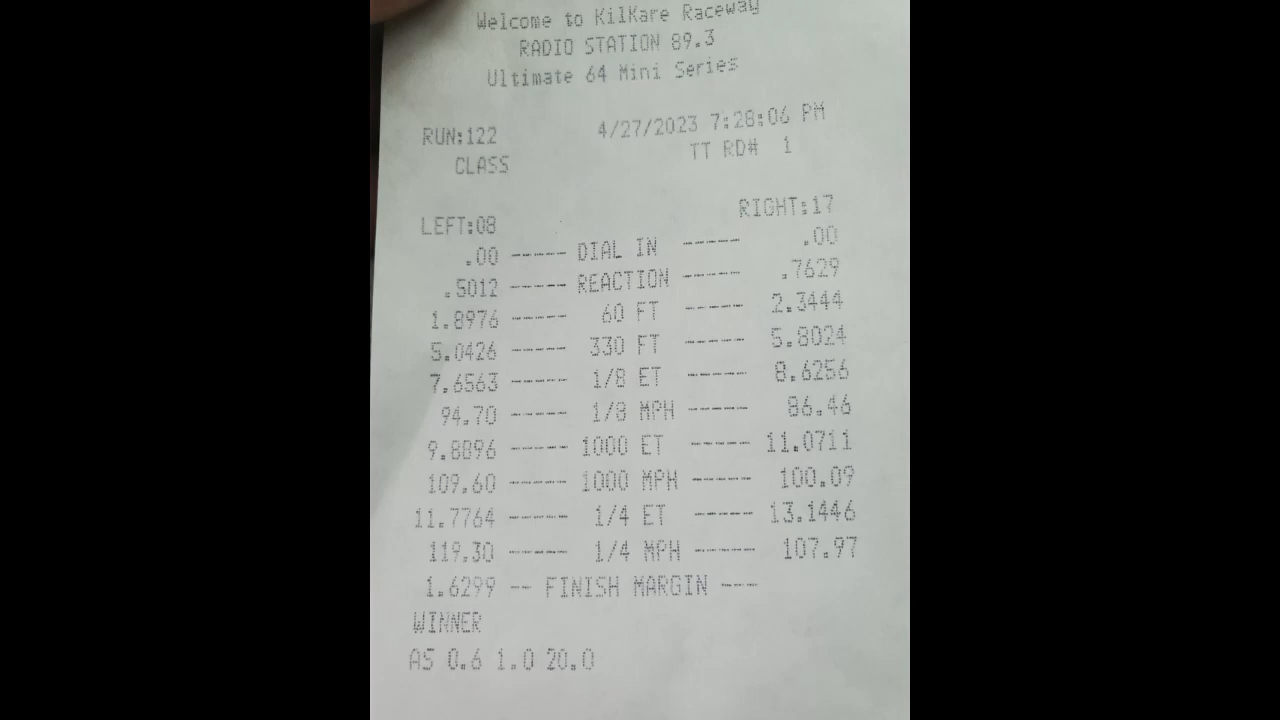 Welcome to KilKare Raceway
RADIO STATION 89.3
Ultimate 64 Mini Series
RUN:122 4/27/2023 7:28:06 PM
CLASS TT RD# 1
LEFT:08 RIGHT:17
.00 ---- DIAL IN ---- .00
.5012 ---- REACTION ---- .7629
1.8976 ---- 60 FT ---- 2.3444
5.0426 ---- 330 FT ---- 5.8024
7.6563 ---- 1/8 ET ---- 8.6256
94.70 ---- 1/8 MPH ---- 86.46
9.8896 ---- 1000 ET ---- 11.0711
109.60 ---- 1000 MPH ---- 100.09
11.7764 ---- 1/4 ET ---- 13.1446
119.30 ---- 1/4 MPH ---- 107.97
1.6299 -- FINISH MARGIN ---
WINNER
AS 0.6 1.0 20.0